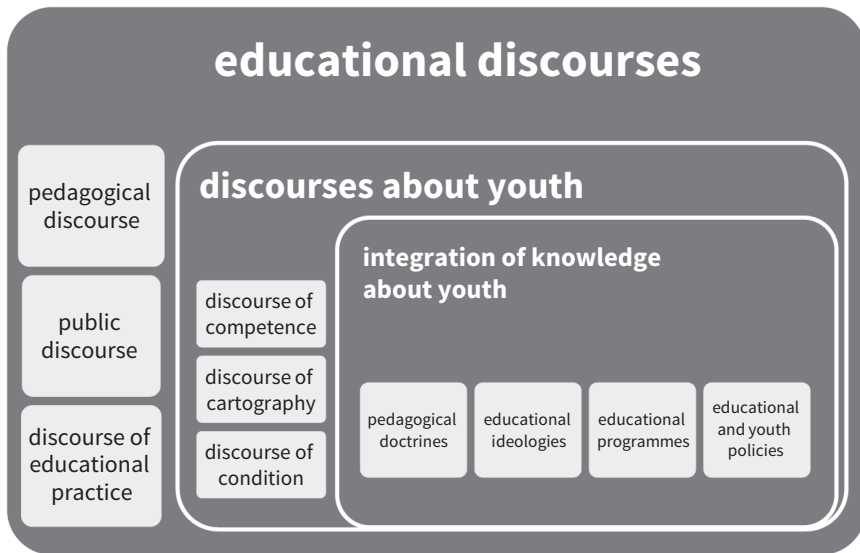 educational discourses
pedagogical
discourse
public
discourse
discourse of
educational
practice
discourses about youth
discourse of
competence
discourse of
cartography
discourse of
condition
integration of knowledge
about youth
pedagogical
doctrines
educational
ideologies
educational
programmes
educational
and youth
policies